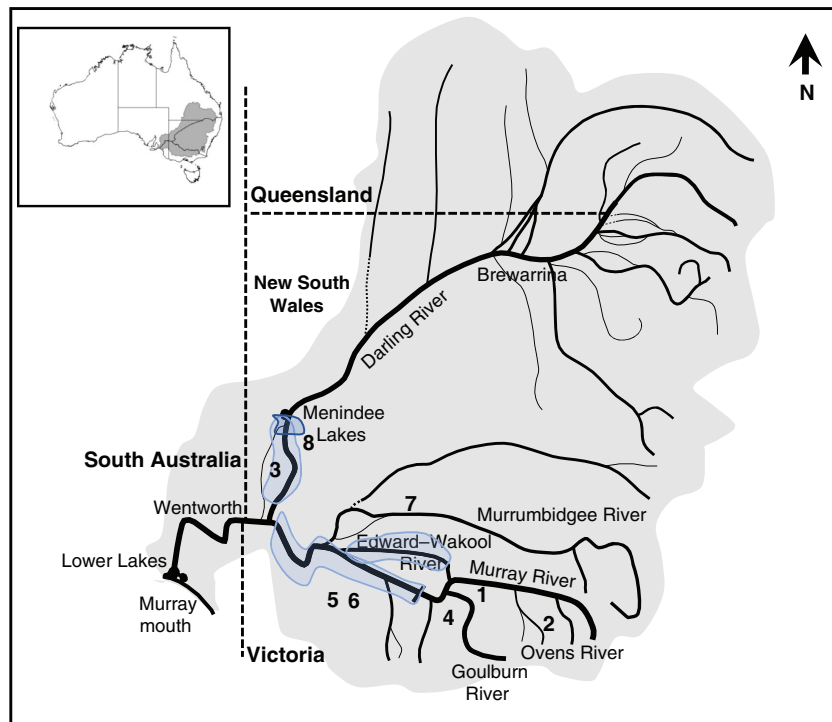 N
Queensland
Brewarrina
New South
Wales
Darling River
Menindee
Lakes
8
South Australia
3
Wentworth
7
Murrumbidgee River
Edward–Wakool
River
Lower Lakes
Murray River
5 6
1
4
2
Murray
mouth
Victoria
Ovens River
Goulburn
River